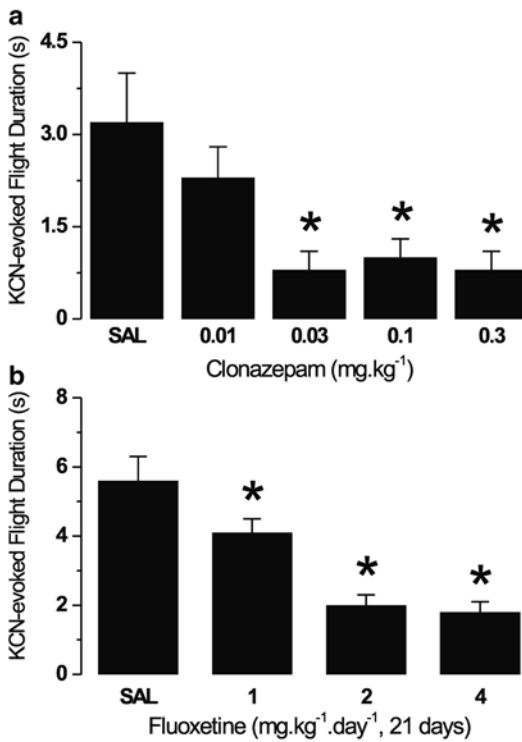 a
KCN-evoked Flight Duration (s)
4.5
3.0
1.5
0
* * *
SAL 0.01 0.03 0.1 0.3
Clonazepam (mg.kg⁻¹)
b
KCN-evoked Flight Duration (s)
8
6
4
2
0
* * *
SAL 1 2 4
Fluoxetine (mg.kg⁻¹.day⁻¹, 21 days)